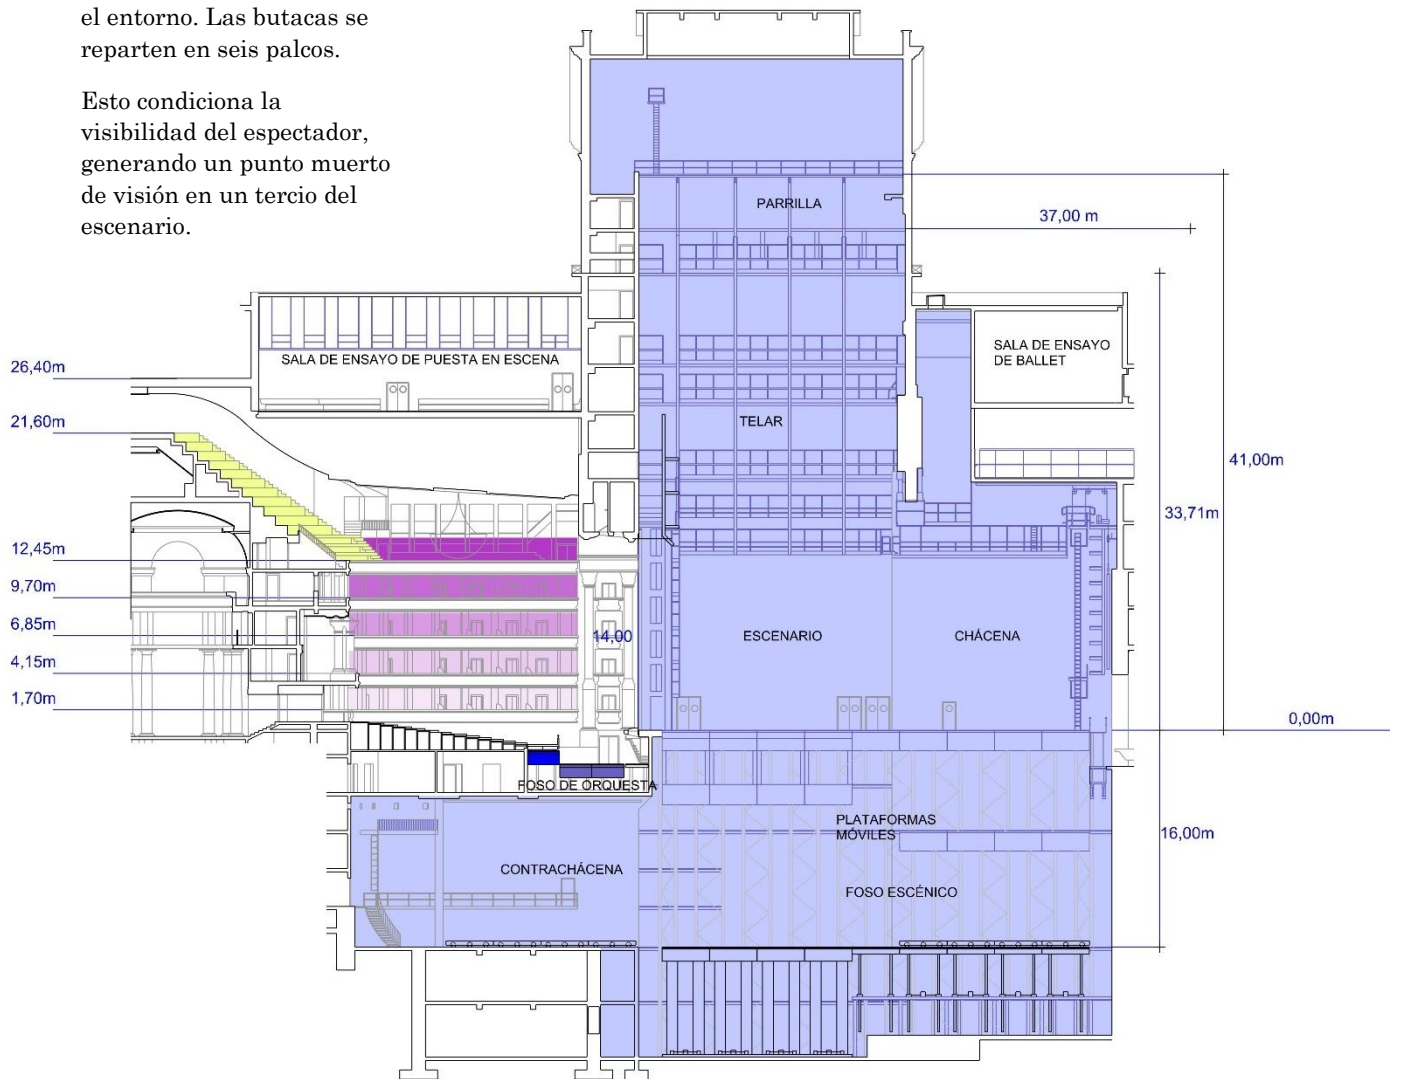 el entorno. Las butacas se
reparten en seis palcos.
Esto condiciona la
visibilidad del espectador,
generando un punto muerto
de visión en un tercio del
escenario.
PARRILLA
37,00 m
SALA DE ENSAYO DE PUESTA EN ESCENA
SALA DE ENSAYO
DE BALLET
26,40m
21,60m
TELAR
41,00m
33,71m
12,45m
9,70m
6,85m
14,00
ESCENARIO
CHÁCENA
4,15m
1,70m
0,00m
FOSO DE ORQUESTA
PLATAFORMAS
MÓVILES
16,00m
CONTRACHÁCENA
FOSO ESCÉNICO